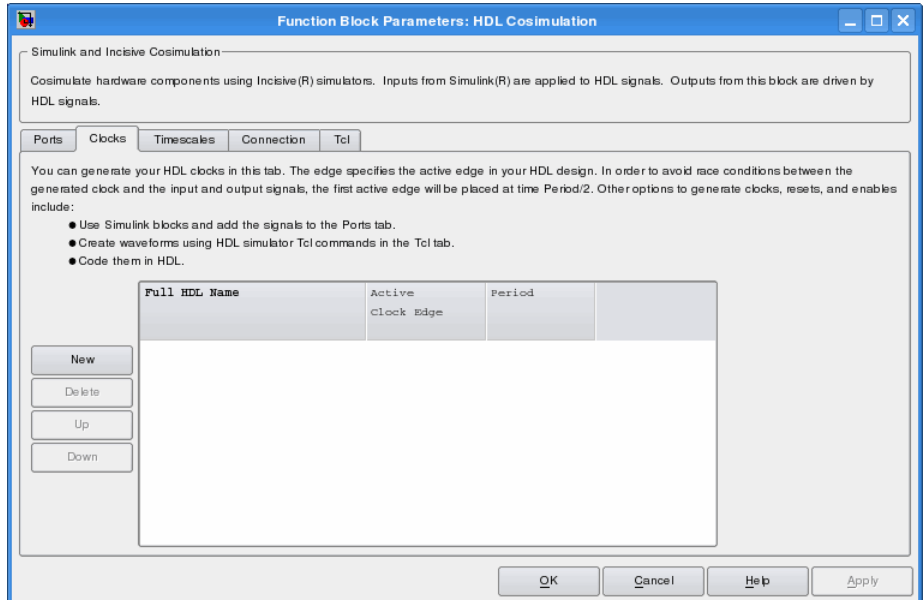 Function Block Parameters: HDL Cosimulation
Simulink and Incisive Cosimulation
Cosimulate hardware components using Incisive(R) simulators. Inputs from Simulink(R) are applied to HDL signals. Outputs from this block are driven by
HDL signals.
Ports Clocks Timescales Connection Tcl
You can generate your HDL clocks in this tab. The edge specifies the active edge in your HDL design. In order to avoid race conditions between the
generated clock and the input and output signals, the first active edge will be placed at time Period/2. Other options to generate clocks, resets, and enables
include:
● Use Simulink blocks and add the signals to the Ports tab.
● Create waveforms using HDL simulator Tcl commands in the Tcl tab.
● Code them in HDL.
Full HDL Name Active Period
Clock Edge
New
Delete
Up
Down
OK Cancel Help Apply